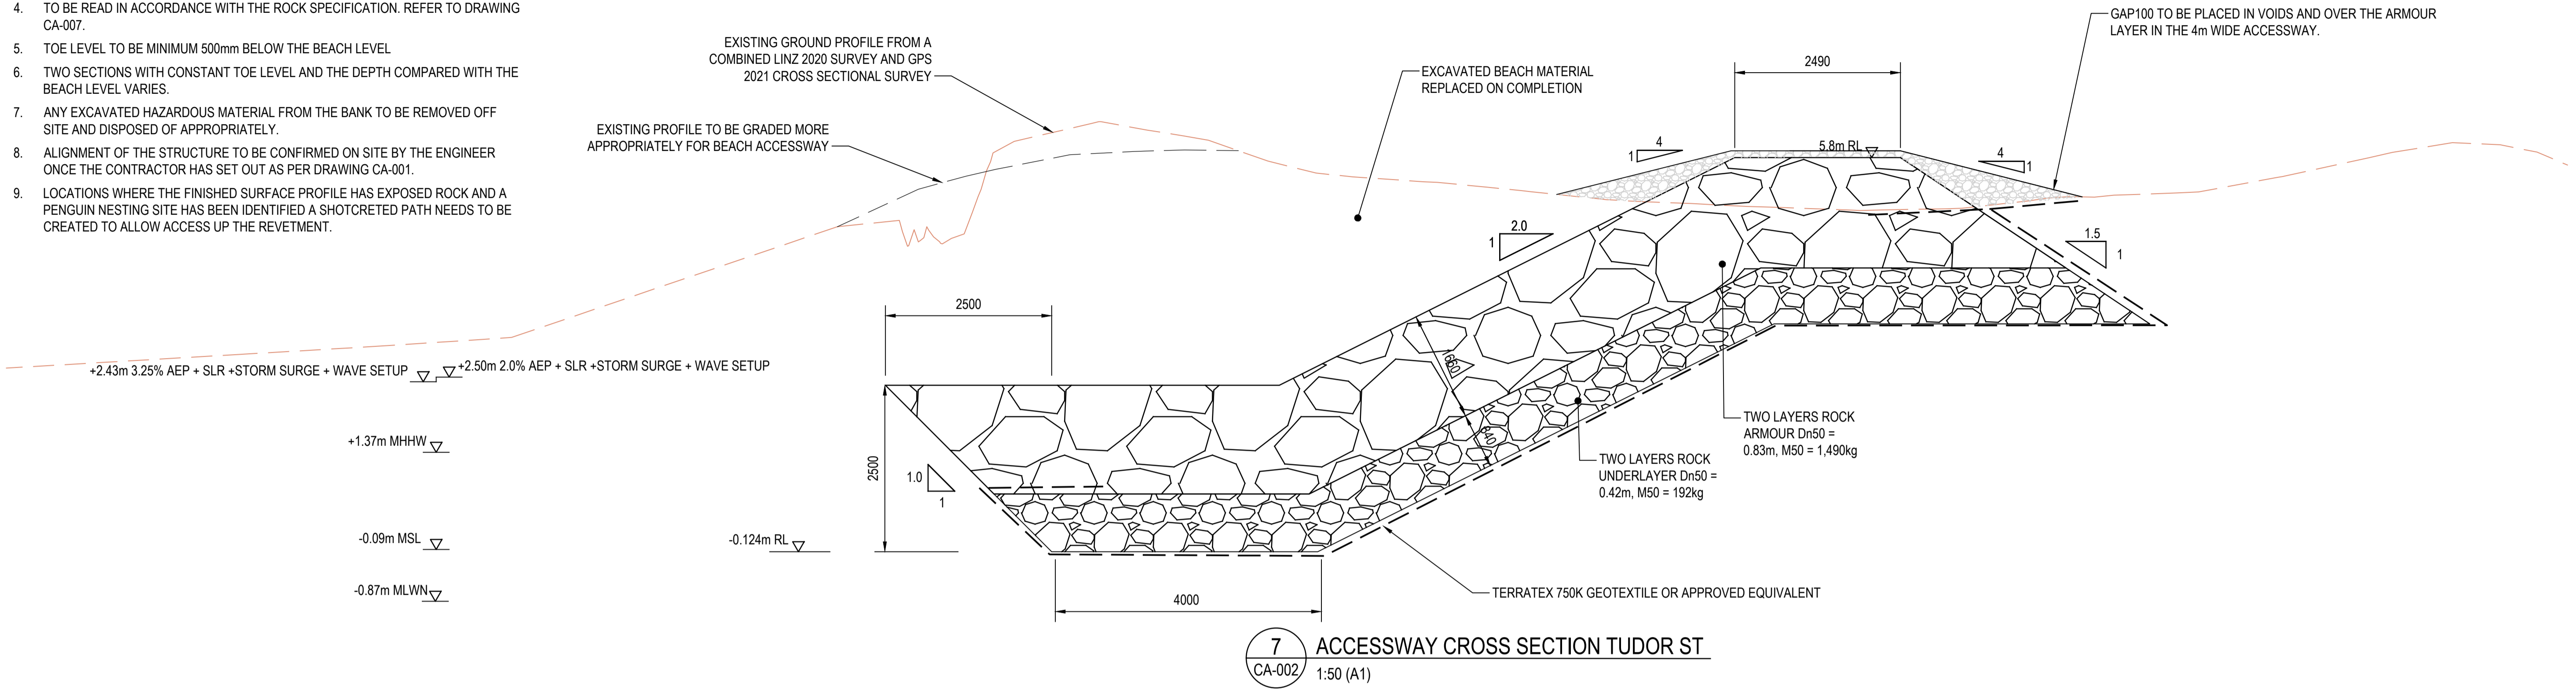 4. TO BE READ IN ACCORDANCE WITH THE ROCK SPECIFICATION. REFER TO DRAWING
CA-007.
5. TOE LEVEL TO BE MINIMUM 500mm BELOW THE BEACH LEVEL
6. TWO SECTIONS WITH CONSTANT TOE LEVEL AND THE DEPTH COMPARED WITH THE
BEACH LEVEL VARIES.
7. ANY EXCAVATED HAZARDOUS MATERIAL FROM THE BANK TO BE REMOVED OFF
SITE AND DISPOSED OF APPROPRIATELY.
8. ALIGNMENT OF THE STRUCTURE TO BE CONFIRMED ON SITE BY THE ENGINEER
ONCE THE CONTRACTOR HAS SET OUT AS PER DRAWING CA-001.
9. LOCATIONS WHERE THE FINISHED SURFACE PROFILE HAS EXPOSED ROCK AND A
PENGUIN NESTING SITE HAS BEEN IDENTIFIED A SHOTCRETED PATH NEEDS TO BE
CREATED TO ALLOW ACCESS UP THE REVETMENT.
EXISTING GROUND PROFILE FROM A
COMBINED LINZ 2020 SURVEY AND GPS
2021 CROSS SECTIONAL SURVEY
EXISTING PROFILE TO BE GRADED MORE
APPROPRIATELY FOR BEACH ACCESSWAY
EXCAVATED BEACH MATERIAL
REPLACED ON COMPLETION
GAP100 TO BE PLACED IN VOIDS AND OVER THE ARMOUR
LAYER IN THE 4m WIDE ACCESSWAY.
2490
5.8m RL
4
1
4
1
2.0
1
1.5
1
2500
+2.43m 3.25% AEP + SLR +STORM SURGE + WAVE SETUP
+2.50m 2.0% AEP + SLR +STORM SURGE + WAVE SETUP
1660
640
+1.37m MHHW
2500
1.0
1
TWO LAYERS ROCK
ARMOUR Dn50 =
0.83m, M50 = 1,490kg
TWO LAYERS ROCK
UNDERLAYER Dn50 =
0.42m, M50 = 192kg
-0.09m MSL
-0.124m RL
-0.87m MLWN
4000
TERRATEX 750K GEOTEXTILE OR APPROVED EQUIVALENT
7
CA-002
ACCESSWAY CROSS SECTION TUDOR ST
1:50 (A1)